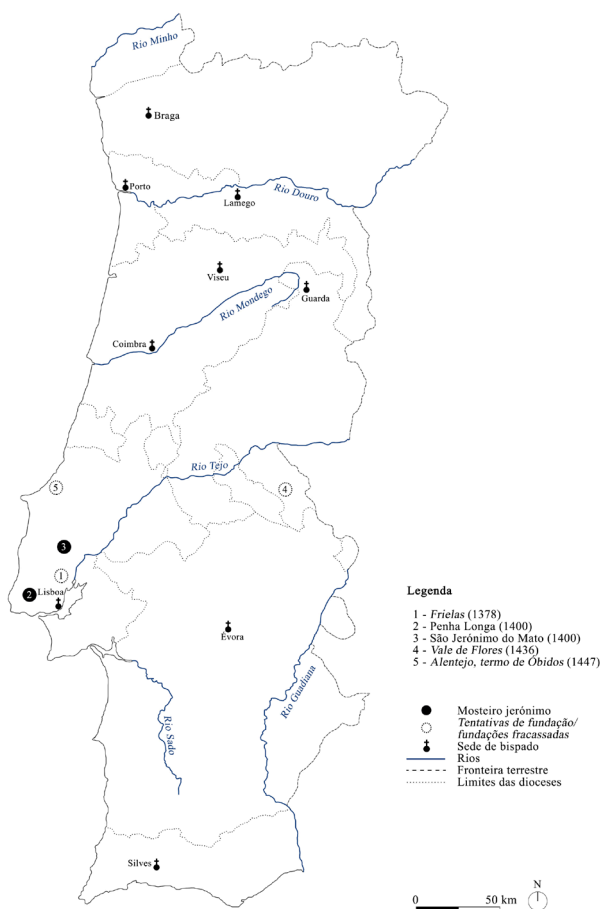 Rio Minho
Braga
Porto
Lamego
Rio Douro
Viseu
Rio Mondego
Guarda
Coimbra
Rio Tejo
5
4
3
1
2
Lisboa
Évora
Rio Guadiana
Rio Sado
Silves
Legenda
1 - Frielas (1378)
2 - Penha Longa (1400)
3 - São Jerónimo do Mato (1400)
4 - Vale de Flores (1436)
5 - Alentejo, termo de Óbidos (1447)
Mosteiro jerónimo
Tentativas de fundação/
fundações fracassadas
Sede de bispado
Rios
Fronteira terrestre
Limites das dioceses
0 50 km
N